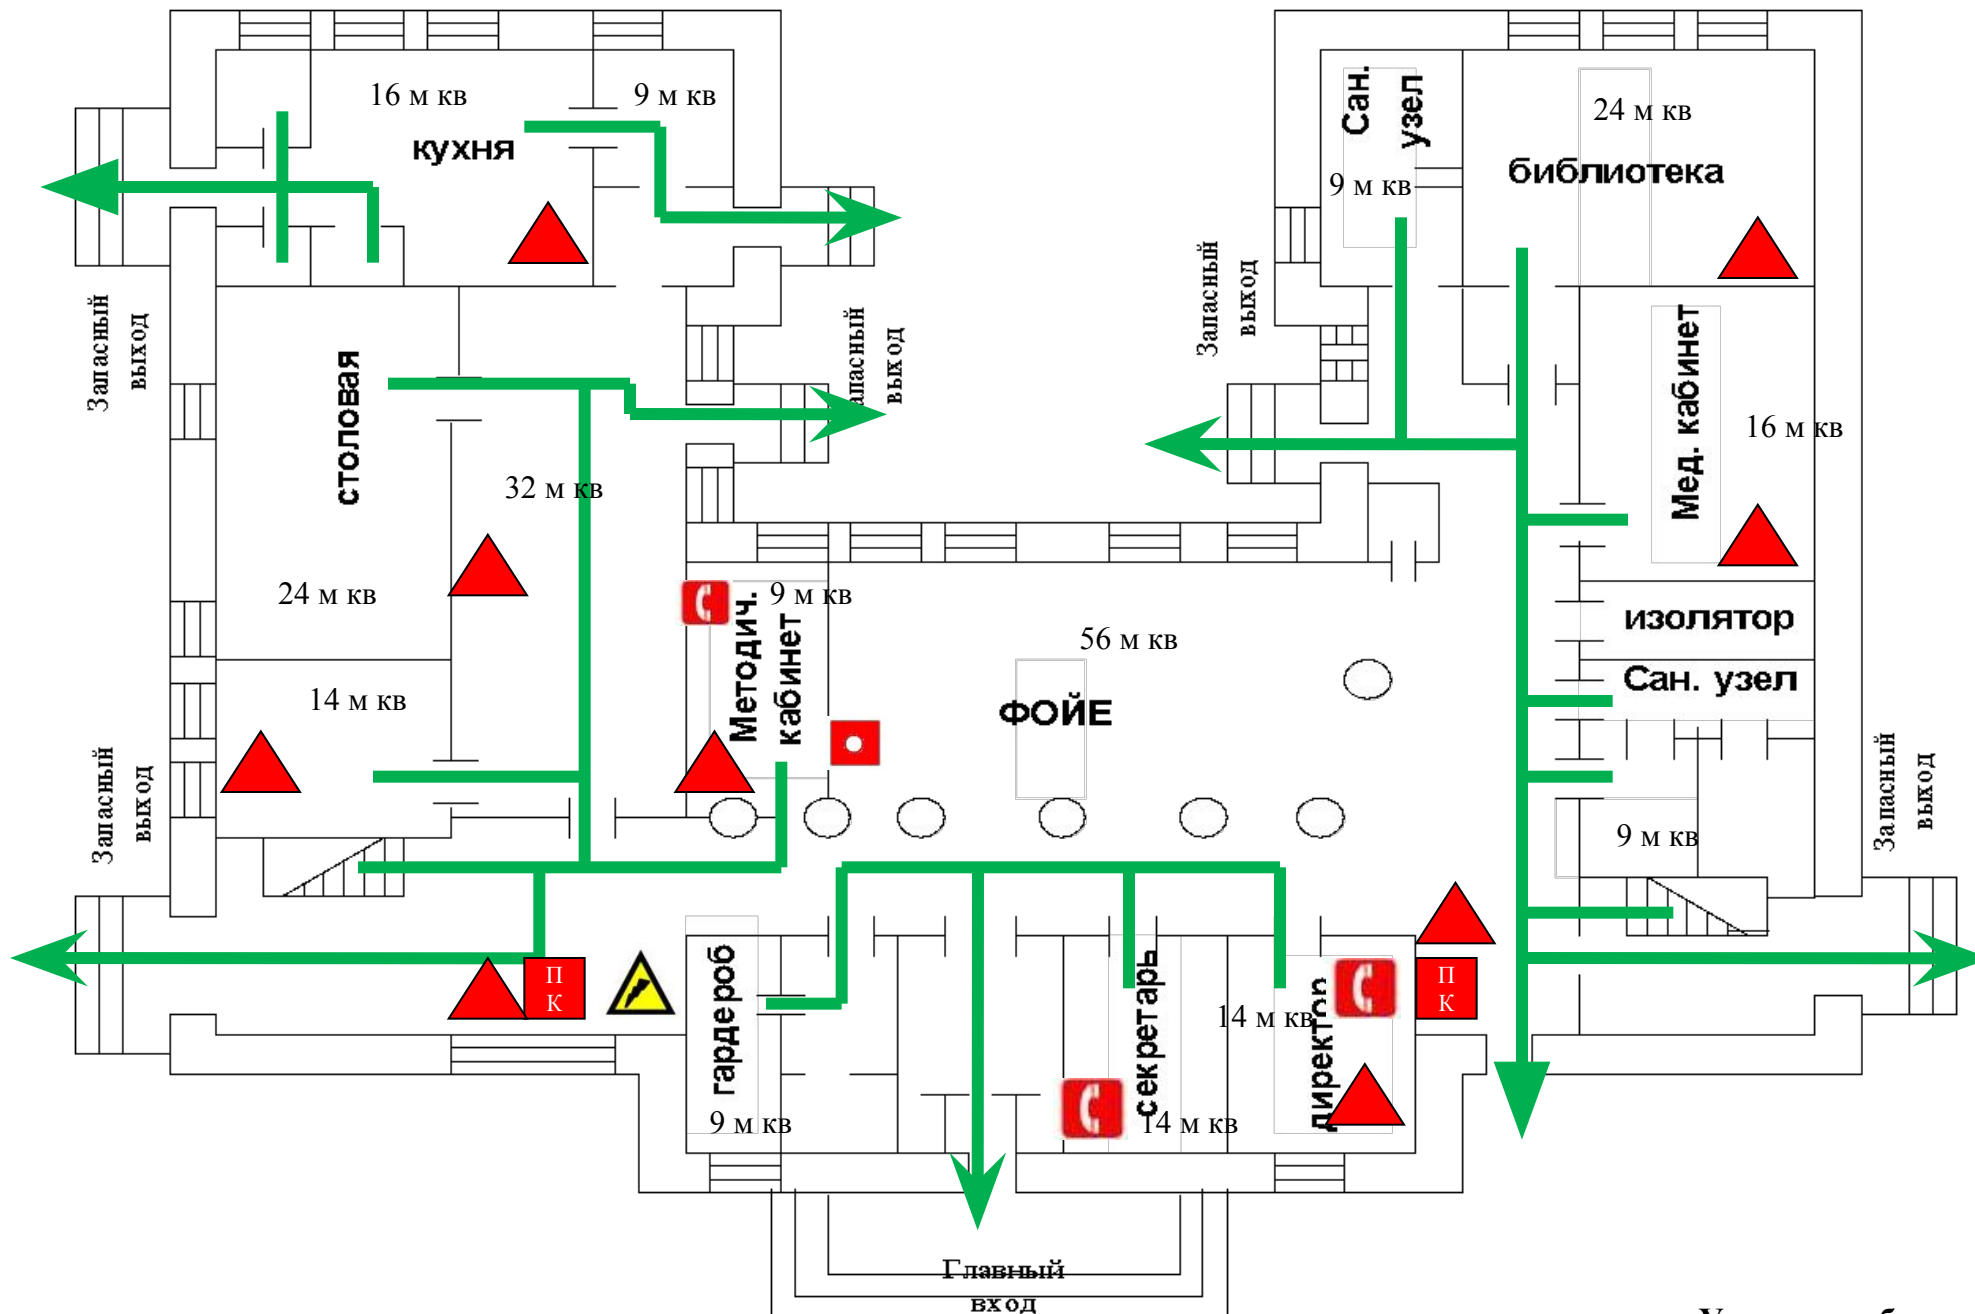 16 м кв
9 м кв
кухня
Сан.
узел
9 м кв
24 м кв
библиотека
Запасный
выход
Запасный
выход
Мед. кабинет
16 м кв
столовая
апасный
выход
32 м кв
24 м кв
14 м кв
Методич.
кабинет
9 м кв
56 м кв
ФОЙЕ
изолятор
Сан. узел
Запасный
выход
9 м кв
Запасный
выход
П
К
гардероб
9 м кв
секретарь
14 м кв
14 м кв
директор
П
К
Главный
вход